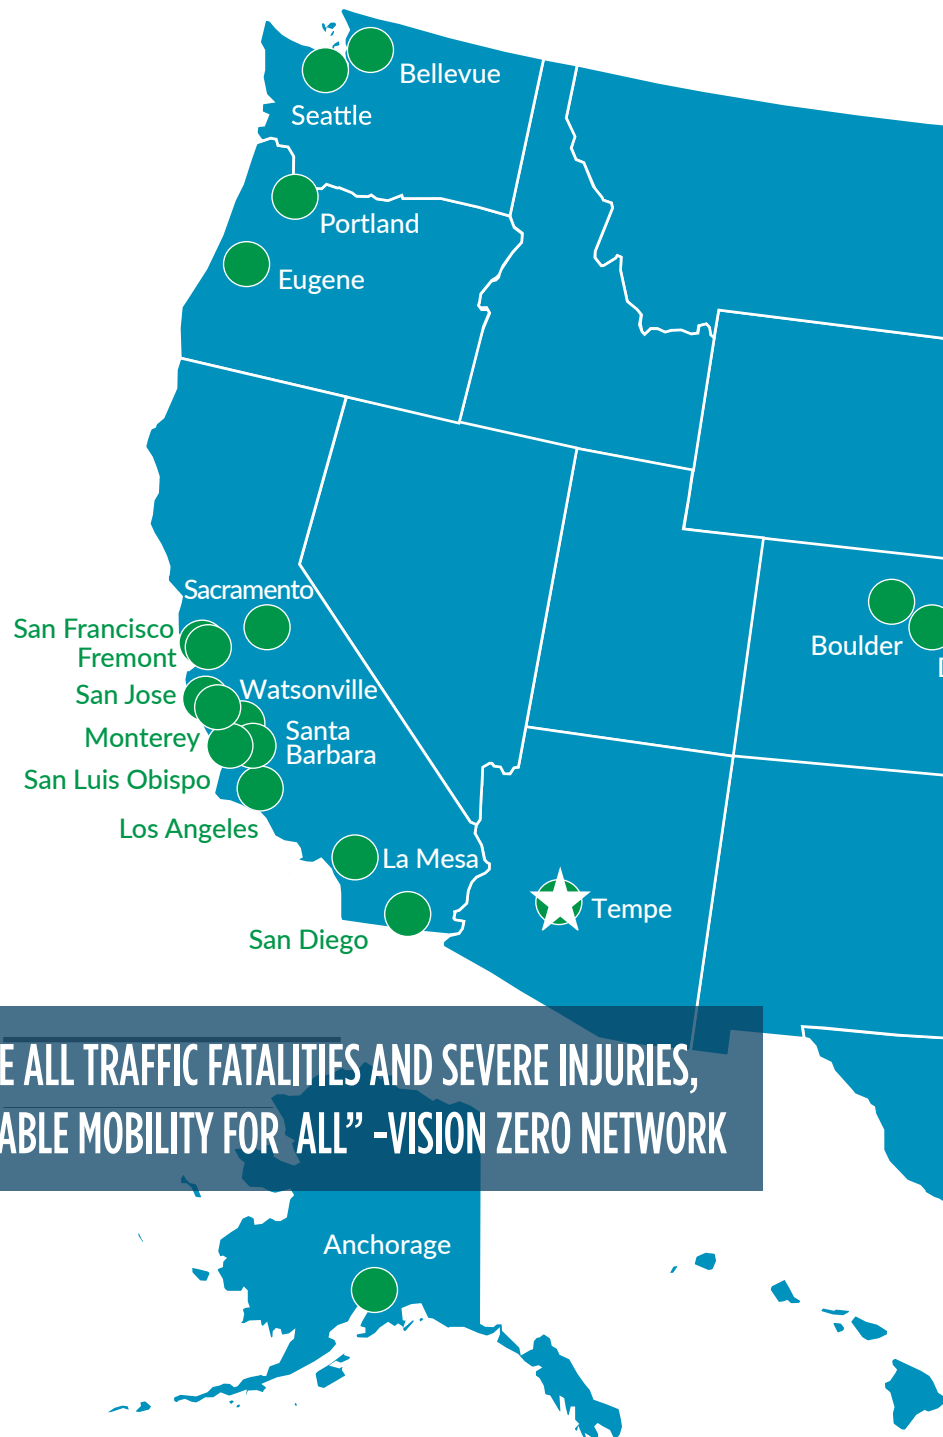 Bellevue
Seattle
Portland
Eugene
Sacramento
San Francisco
Fremont
San Jose
Watsonville
Monterey
Santa
Barbara
San Luis Obispo
Los Angeles
La Mesa
San Diego
Tempe
Boulder
E ALL TRAFFIC FATALITIES AND SEVERE INJURIES,
ABLE MOBILITY FOR ALL” -VISION ZERO NETWORK
Anchorage